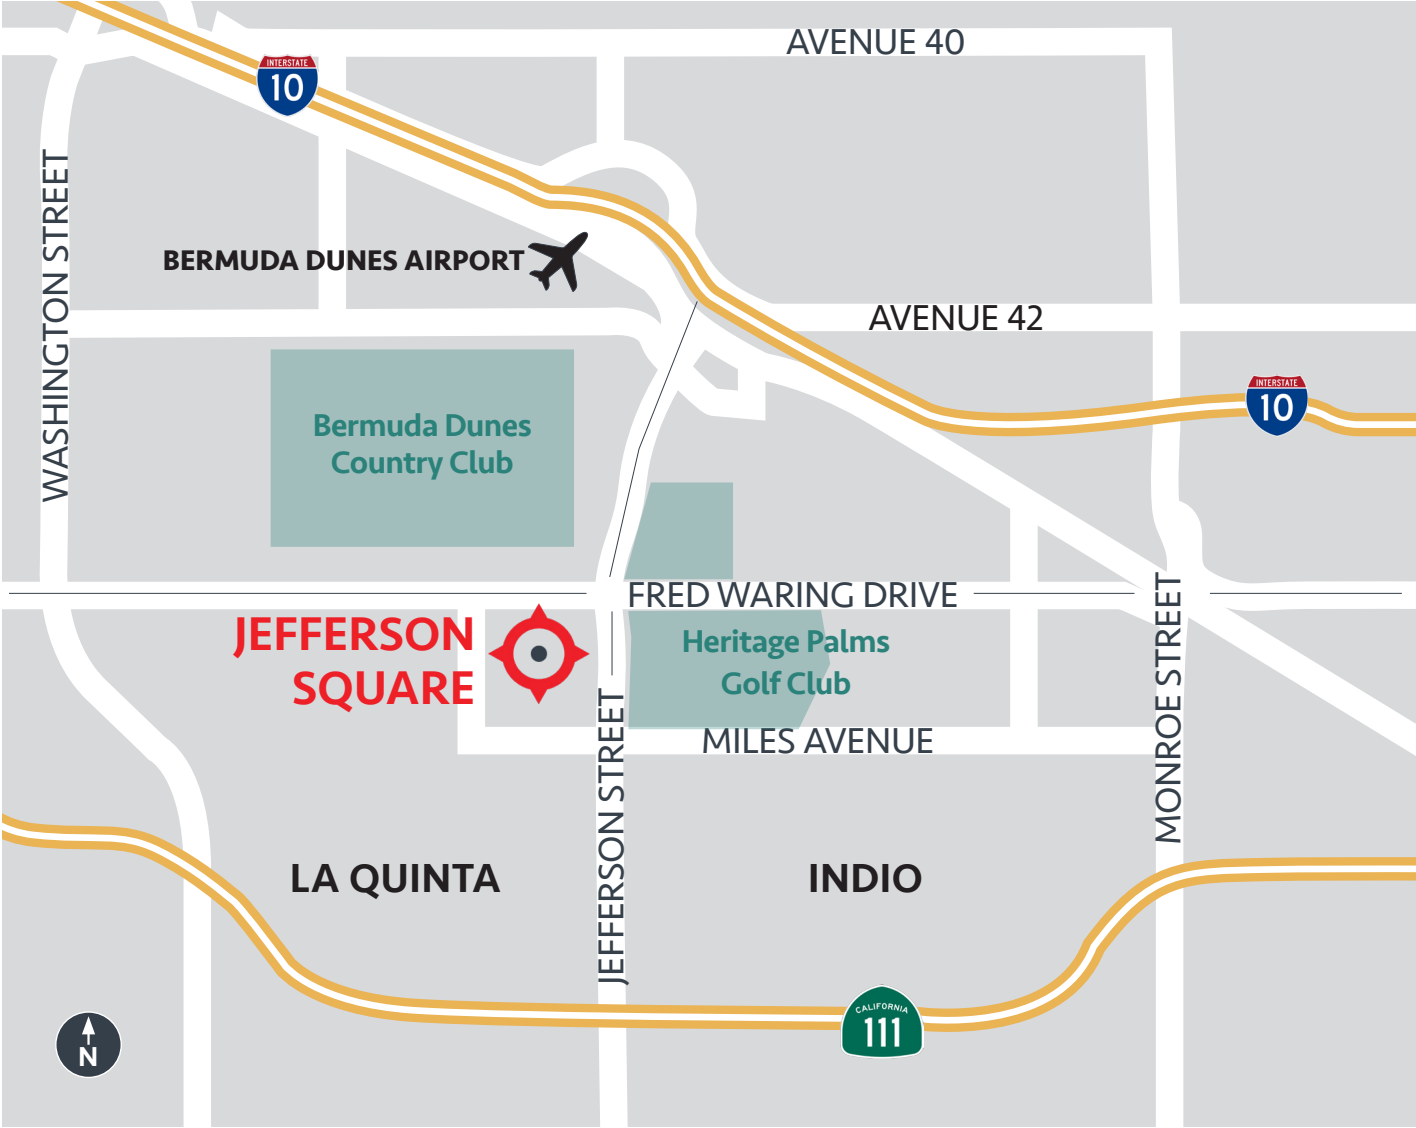 AVENUE 40
INTERSTATE
10
WASHINGTON STREET
BERMUDA DUNES AIRPORT
AVENUE 42
INTERSTATE
10
Bermuda Dunes
Country Club
FRED WARING DRIVE
JEFFERSON
SQUARE
Heritage Palms
Golf Club
MONROE STREET
MILES AVENUE
JEFFERSON STREET
LA QUINTA
INDIO
CALIFORNIA
111
N